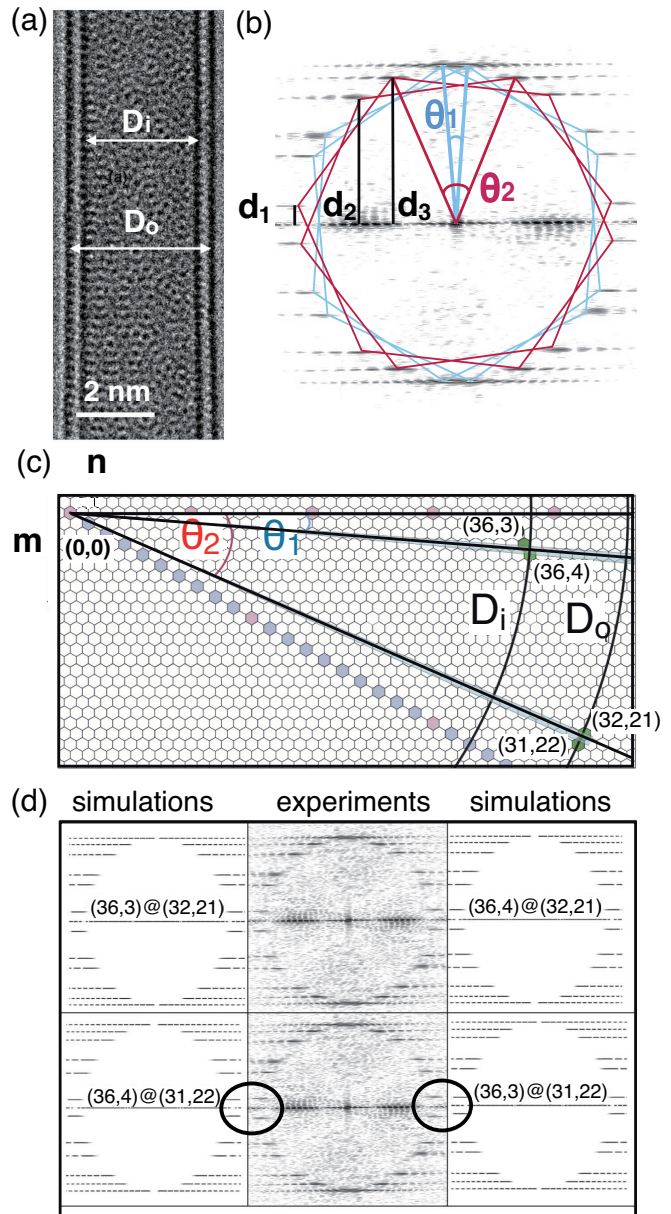 (a)
Di
(a)
Do
2 nm
(b)
θ1
θ2
d1
d2
d3
(c)
n
m
(0,0)
θ2
θ1
(36,3)
(36,4)
Di
Do
(32,21)
(31,22)
(d)
simulations experiments simulations
(36,3)@(32,21)
(36,4)@(32,21)
(36,4)@(31,22)
(36,3)@(31,22)